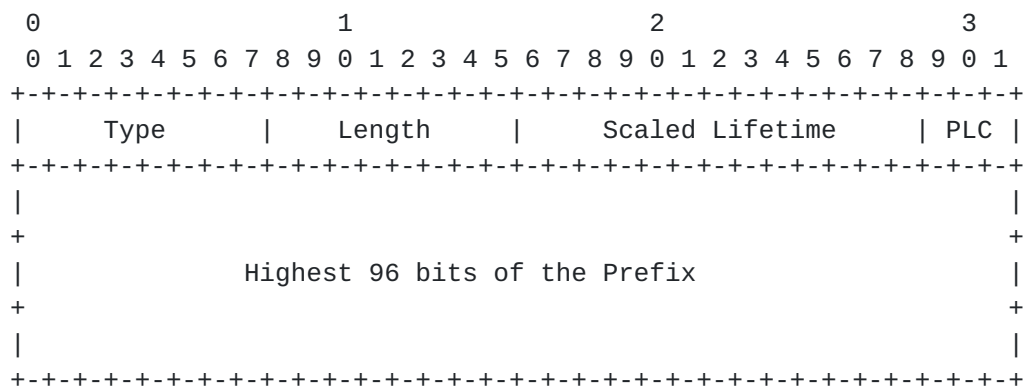 0                   1                   2                   3
 0 1 2 3 4 5 6 7 8 9 0 1 2 3 4 5 6 7 8 9 0 1 2 3 4 5 6 7 8 9 0 1
+-+-+-+-+-+-+-+-+-+-+-+-+-+-+-+-+-+-+-+-+-+-+-+-+-+-+-+-+-+-+-+-+
|     Type      |    Length     |     Scaled Lifetime     | PLC |
+-+-+-+-+-+-+-+-+-+-+-+-+-+-+-+-+-+-+-+-+-+-+-+-+-+-+-+-+-+-+-+-+
|                                                               |
+                                                               +
|              Highest 96 bits of the Prefix                    |
+                                                               +
|                                                               |
+-+-+-+-+-+-+-+-+-+-+-+-+-+-+-+-+-+-+-+-+-+-+-+-+-+-+-+-+-+-+-+-+